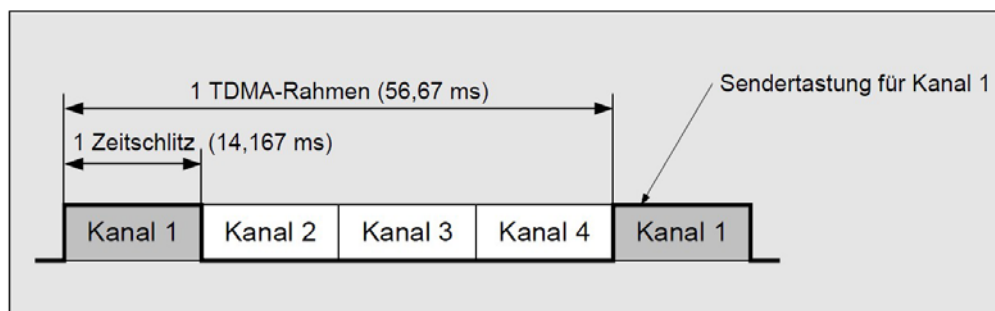 Sendertastung für Kanal 1
1 TDMA-Rahmen (56,67 ms)
1 Zeitschlitz (14,167 ms)
Kanal 1 Kanal 2 Kanal 3 Kanal 4 Kanal 1